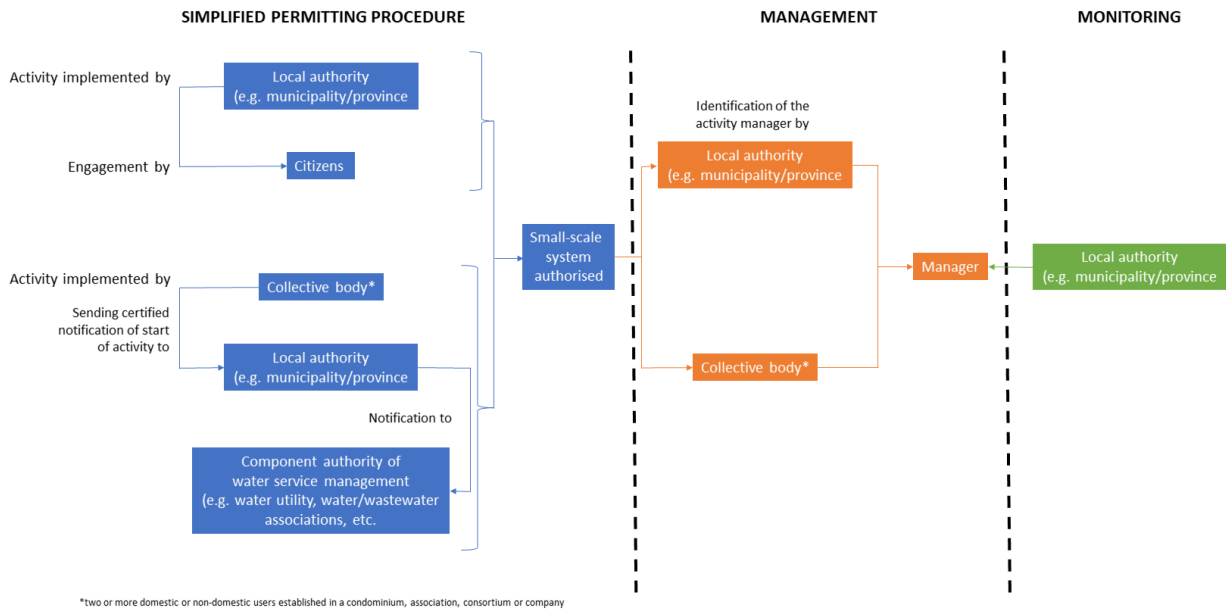 SIMPLIFIED PERMITTING PROCEDURE
MANAGEMENT
MONITORING
Activity implemented by
Local authority
(e.g. municipality/province
Engagement by
Citizens
Activity implemented by
Collective body*
Sending certified
notification of start
of activity to
Local authority
(e.g. municipality/province
Notification to
Component authority of
water service management
(e.g. water utility, water/wastewater
associations, etc.
Small-scale
system
authorised
Identification of the
activity manager by
Local authority
(e.g. municipality/province
Collective body*
Manager
Local authority
(e.g. municipality/province
*two or more domestic or non-domestic users established in a condominium, association, consortium or company